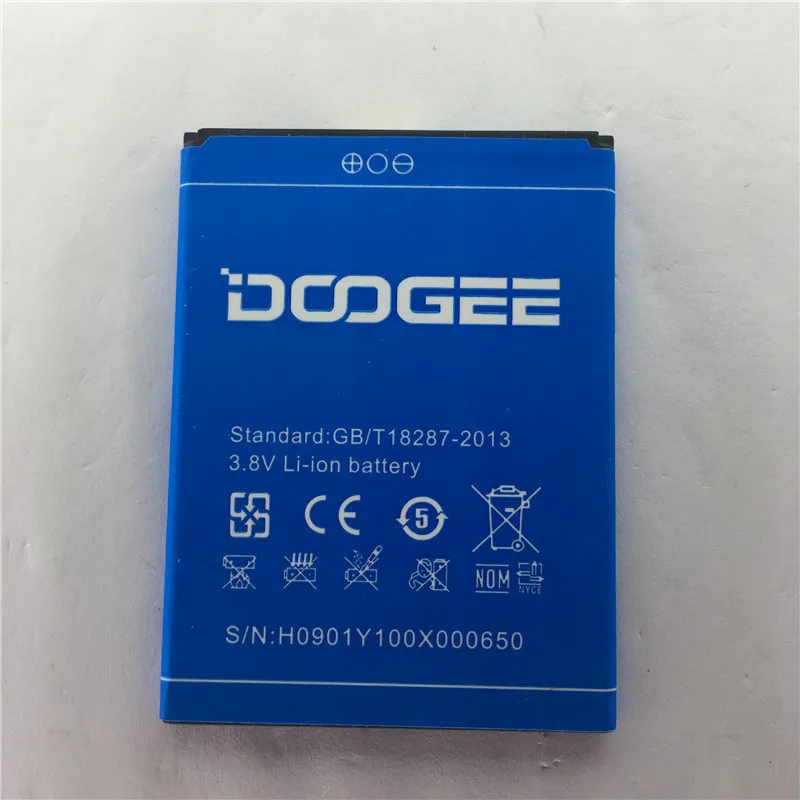 DOOGEE
Standard:GB/T18287-2013
3.8V Li-ion battery
CE 5
NOM NYCE
S/N:H0901Y100X000650